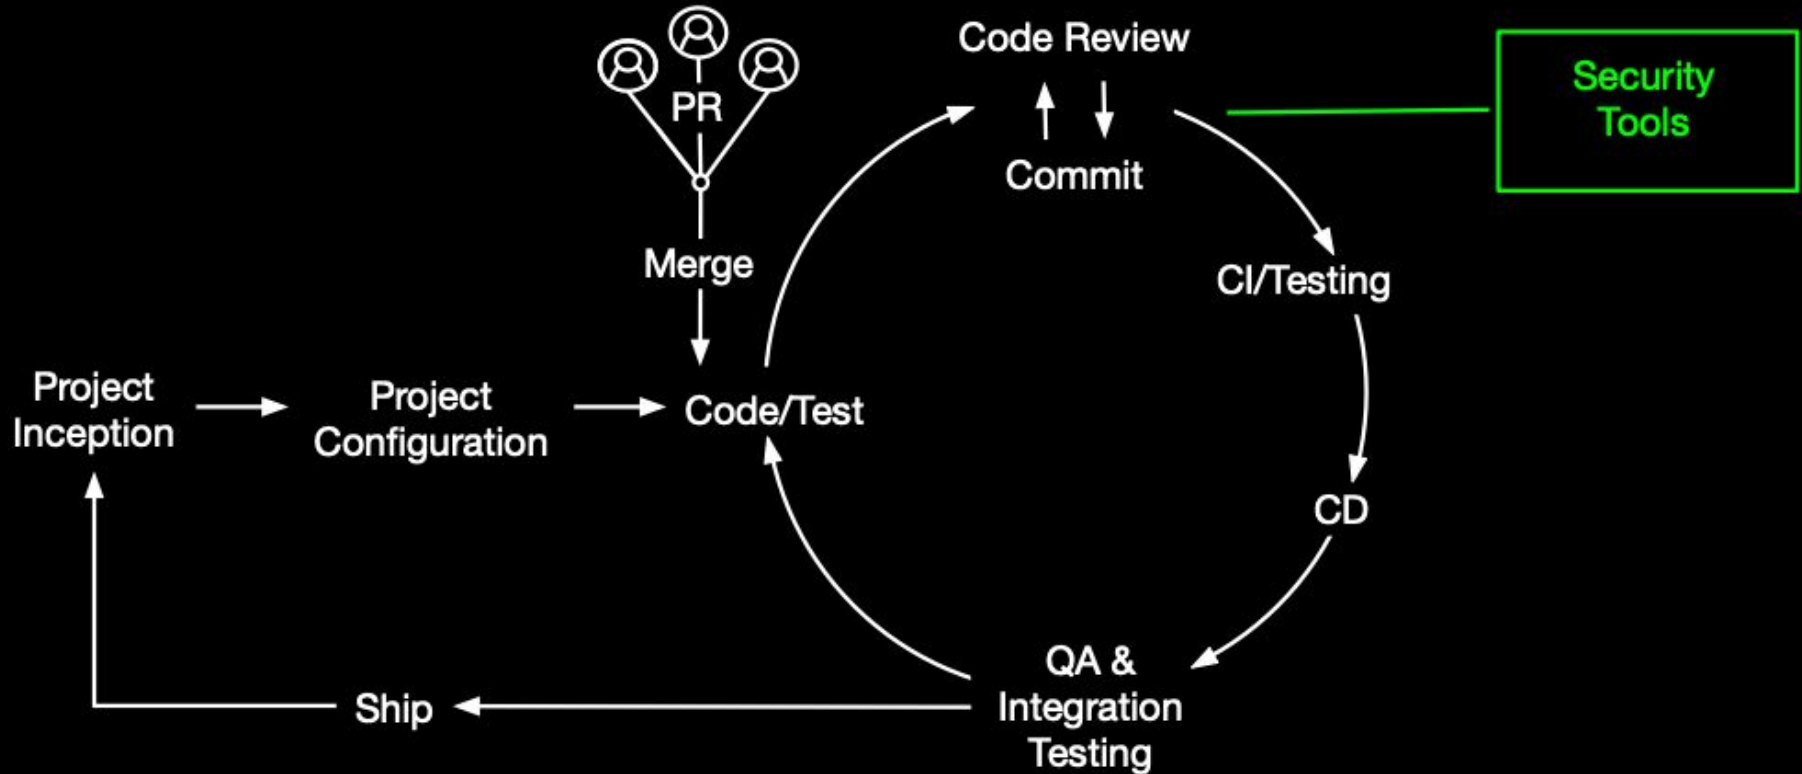 Code Review
Security
Tools
PR
Commit
Merge
CI/Testing
Project
Inception
Project
Configuration
Code/Test
CD
QA &
Integration
Testing
Ship